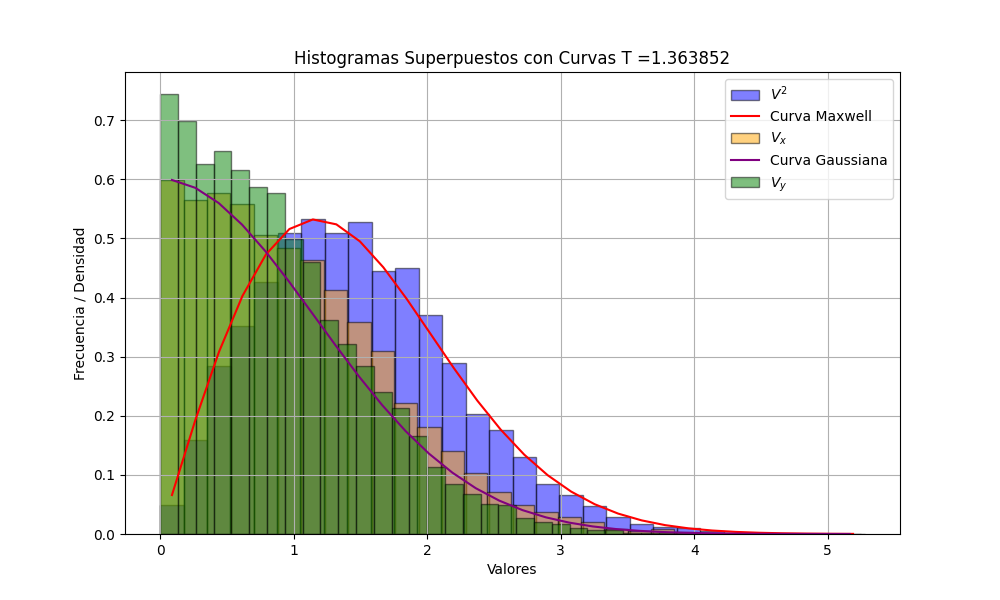 Histogramas Superpuestos con Curvas T =1.363852
V²
Curva Maxwell
Vₓ
Curva Gaussiana
V_y
Frecuencia / Densidad
0.7
0.6
0.5
0.4
0.3
0.2
0.1
0.0
0 1 2 3 4 5
Valores